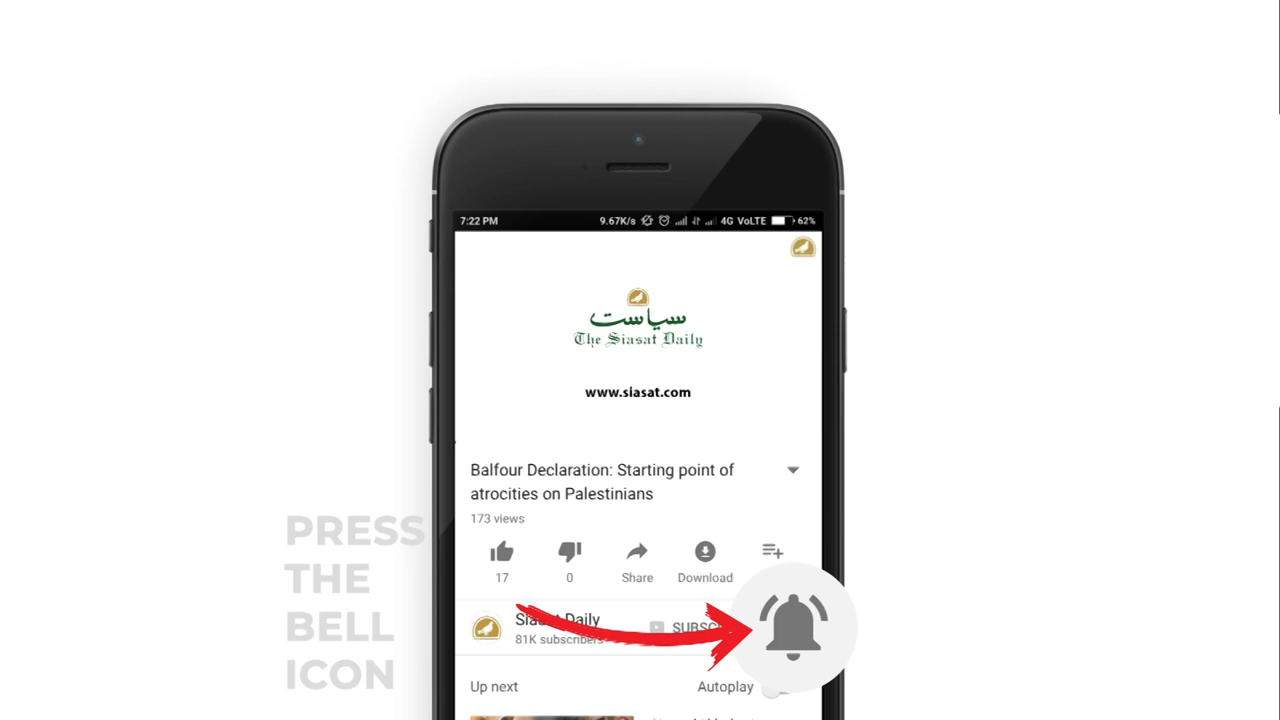 7:22 PM 9.67K/s 4G VoLTE 62%
سیاست
The Siasat Daily
www.siasat.com
Balfour Declaration: Starting point of
atrocities on Palestinians
173 views
17 0 Share Download
PRESS
THE
BELL
ICON
Siasat Daily
81K subscribers
Up next Autoplay